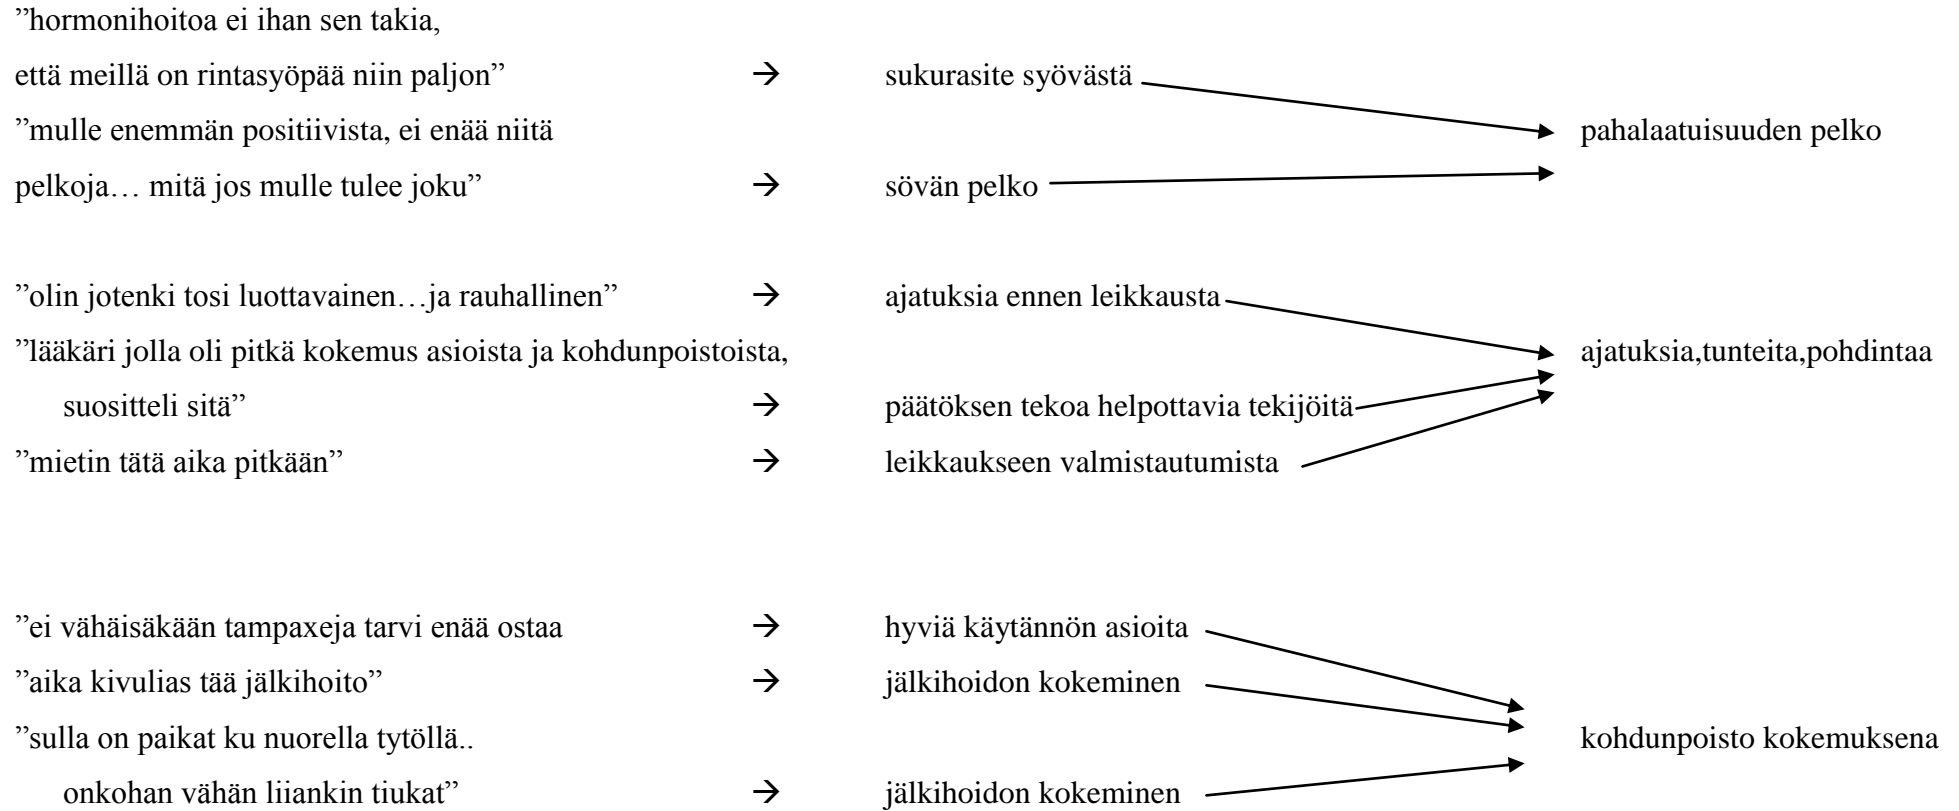 ”hormonihoitoa ei ihan sen takia,
että meillä on rintasyöpää niin paljon” → sukurasite syövästä
”mulle enemmän positiivista, ei enää niitä pahalaatuisuuden pelko
pelkoja… mitä jos mulle tulee joku” → sövän pelko
”olin jotenki tosi luottavainen…ja rauhallinen” → ajatuksia ennen leikkausta
”lääkäri jolla oli pitkä kokemus asioista ja kohdunpoistoista, ajatuksia,tunteita,pohdintaa
suositteli sitä” → päätöksen tekoa helpottavia tekijöitä
”mietin tätä aika pitkään” → leikkaukseen valmistautumista
”ei vähäisäkään tampaxeja tarvi enää ostaa → hyviä käytännön asioita
”aika kivulias tää jälkihoito” → jälkihoidon kokeminen
”sulla on paikat ku nuorella tytöllä.. kohdunpoisto kokemuksena
onkohan vähän liiankin tiukat” → jälkihoidon kokeminen